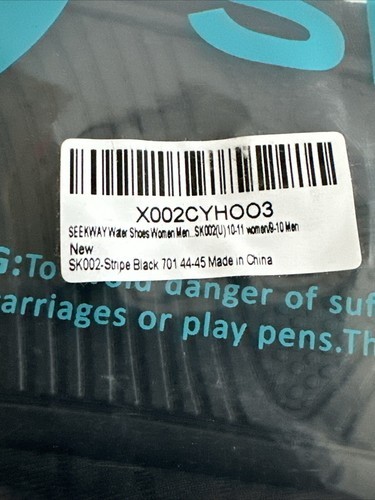 S
X002CYHOO3
SEEKWAY Water Shoes Women Men...SK002(U) 10-11 women/9-10 Men
New
SK002-Stripe Black 701 44-45 Made in China
G:To avoid danger of suf
arriages or play pens.Th